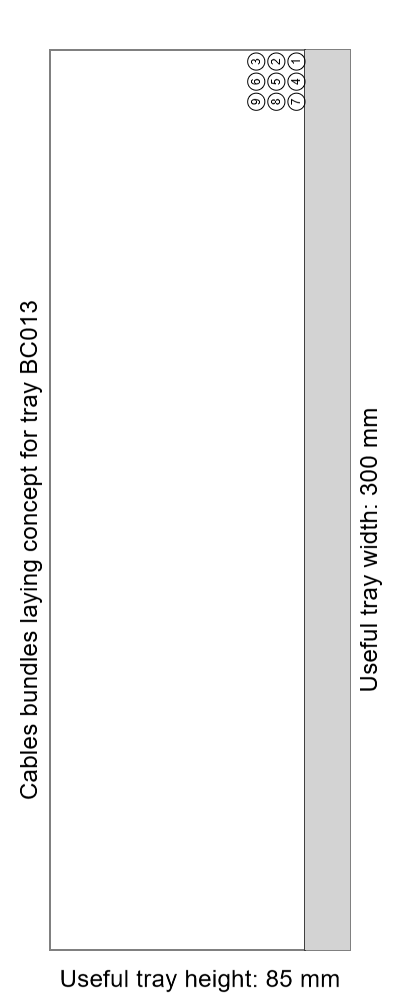 Cables bundles laying concept for tray BC013
3 2 1
6 5 4
9 8 7
Useful tray width: 300 mm
Useful tray height: 85 mm